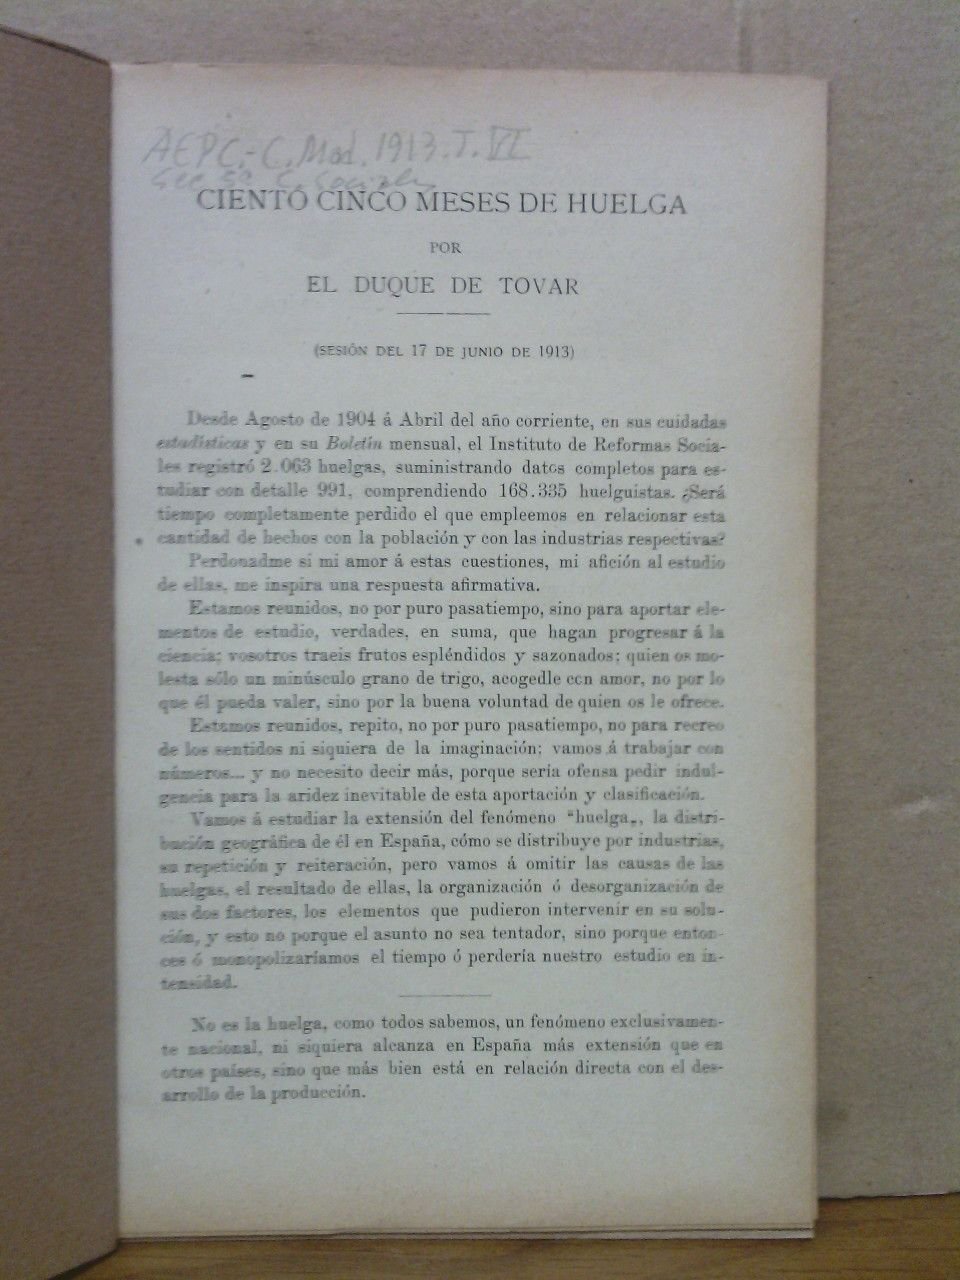 AEPC.-C. Mad. 1913. T. VI
Sec 5ª C. Sociales
CIENTO CINCO MESES DE HUELGA
POR
EL DUQUE DE TOVAR
(SESIÓN DEL 17 DE JUNIO DE 1913)
Desde Agosto de 1904 á Abril del año corriente, en sus cuidadas
estadísticas y en su Boletín mensual, el Instituto de Reformas Socia-
les registró 2.063 huelgas, suministrando datos completos para es-
tudiar con detalle 991, comprendiendo 168.335 huelguistas. ¿Será
tiempo completamente perdido el que empleemos en relacionar esta
cantidad de hechos con la población y con las industrias respectivas?
Perdonadme si mi amor á estas cuestiones, mi afición al estudio
de ellas, me inspira una respuesta afirmativa.
Estamos reunidos, no por puro pasatiempo, sino para aportar ele-
mentos de estudio, verdades, en suma, que hagan progresar á la
ciencia; vosotros traeis frutos espléndidos y sazonados; quien os mo-
lesta sólo un minúsculo grano de trigo, acogedle con amor, no por lo
que él pueda valer, sino por la buena voluntad de quien os le ofrece.
Estamos reunidos, repito, no por puro pasatiempo, no para recreo
de los sentidos ni siquiera de la imaginación; vamos á trabajar con
números... y no necesito decir más, porque sería ofensa pedir indul-
gencia para la aridez inevitable de esta aportación y clasificación.
Vamos á estudiar la extensión del fenómeno "huelga„, la distri-
bución geográfica de él en España, cómo se distribuye por industrias,
su repetición y reiteración, pero vamos á omitir las causas de las
huelgas, el resultado de ellas, la organización ó desorganización de
sus dos factores, los elementos que pudieron intervenir en su solu-
ción, y esto no porque el asunto no sea tentador, sino porque enton-
ces ó monopolizaríamos el tiempo ó perdería nuestro estudio en in-
tensidad.
No es la huelga, como todos sabemos, un fenómeno exclusivamen-
te nacional, ni siquiera alcanza en España más extensión que en
otros países, sino que más bien está en relación directa con el des-
arrollo de la producción.